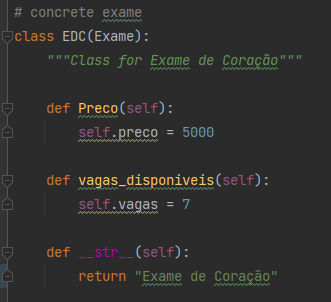 # concrete exame
class EDC(Exame):
    """Class for Exame de Coração"""
    def Preco(self):
        self.preco = 5000
    def vagas_disponiveis(self):
        self.vagas = 7
    def __str__(self):
        return "Exame de Coração"